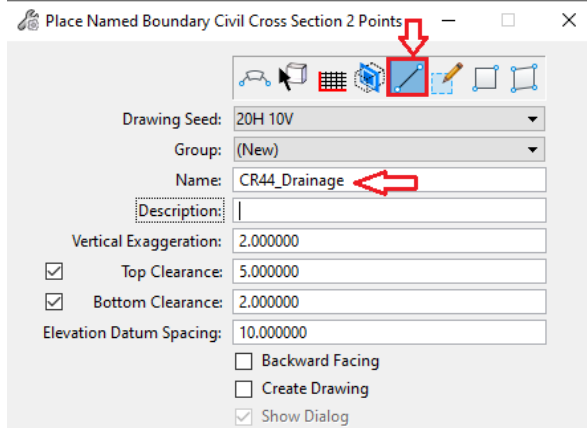 Place Named Boundary Civil Cross Section 2 Points
Drawing Seed: 20H 10V
Group: (New)
Name: CR44_Drainage
Description:
Vertical Exaggeration: 2.000000
Top Clearance: 5.000000
Bottom Clearance: 2.000000
Elevation Datum Spacing: 10.000000
Backward Facing
Create Drawing
Show Dialog